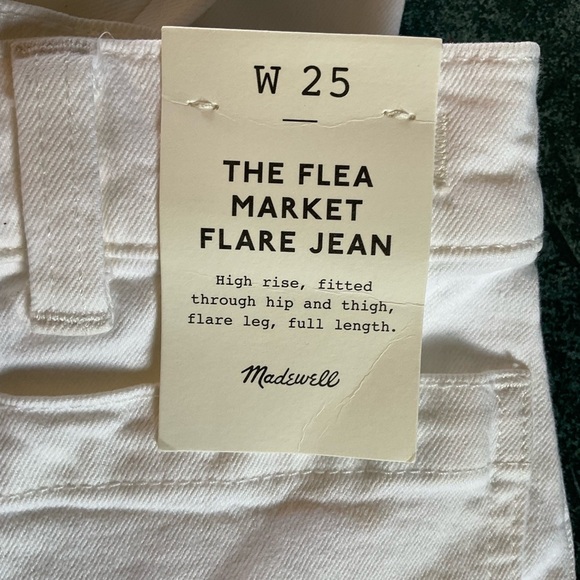 W 25
THE FLEA
MARKET
FLARE JEAN
High rise, fitted
through hip and thigh,
flare leg, full length.
Madewell